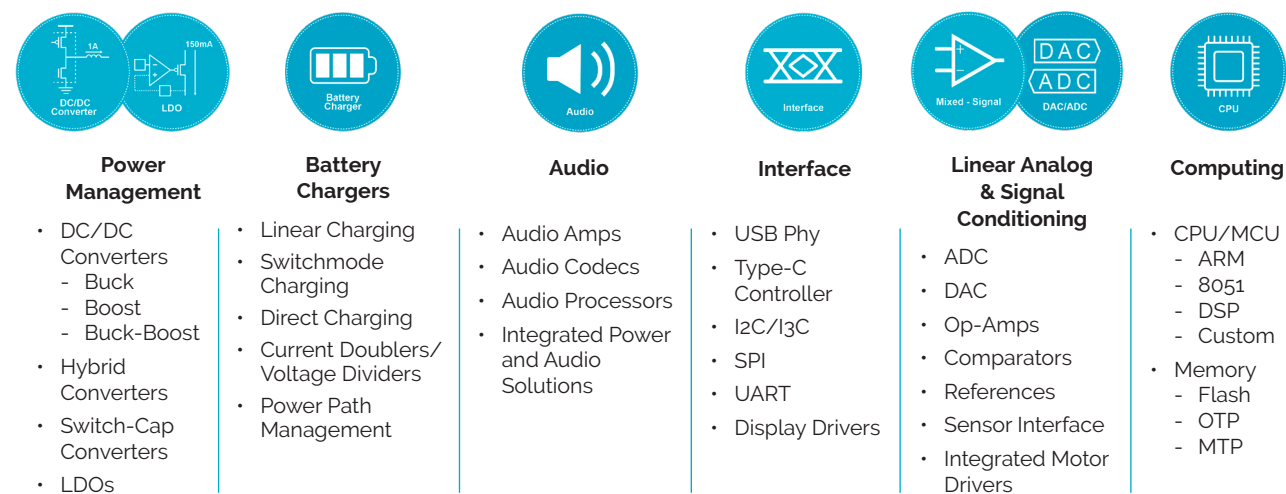 1A
DC/DC
Converter
150mA
LDO
Battery
Charger
Audio
Interface
Mixed - Signal
DAC
ADC
DAC/ADC
CPU
Power
Management
• DC/DC
Converters
- Buck
- Boost
- Buck-Boost
• Hybrid
Converters
• Switch-Cap
Converters
• LDOs
Battery
Chargers
• Linear Charging
• Switchmode
Charging
• Direct Charging
• Current Doublers/
Voltage Dividers
• Power Path
Management
Audio
• Audio Amps
• Audio Codecs
• Audio Processors
• Integrated Power
and Audio
Solutions
Interface
• USB Phy
• Type-C
Controller
• I2C/I3C
• SPI
• UART
• Display Drivers
Linear Analog
& Signal
Conditioning
• ADC
• DAC
• Op-Amps
• Comparators
• References
• Sensor Interface
• Integrated Motor
Drivers
Computing
• CPU/MCU
- ARM
- 8051
- DSP
- Custom
• Memory
- Flash
- OTP
- MTP